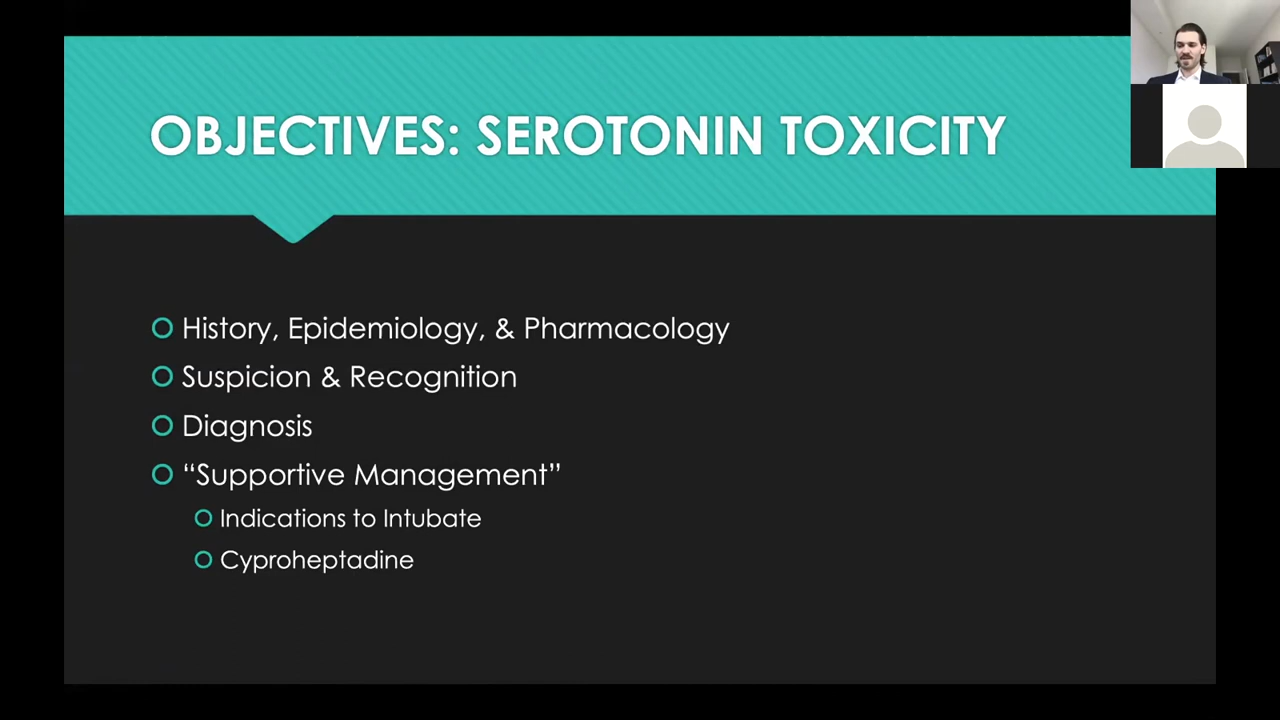 OBJECTIVES: SEROTONIN TOXICITY
History, Epidemiology, & Pharmacology
Suspicion & Recognition
Diagnosis
“Supportive Management”
Indications to Intubate
Cyproheptadine